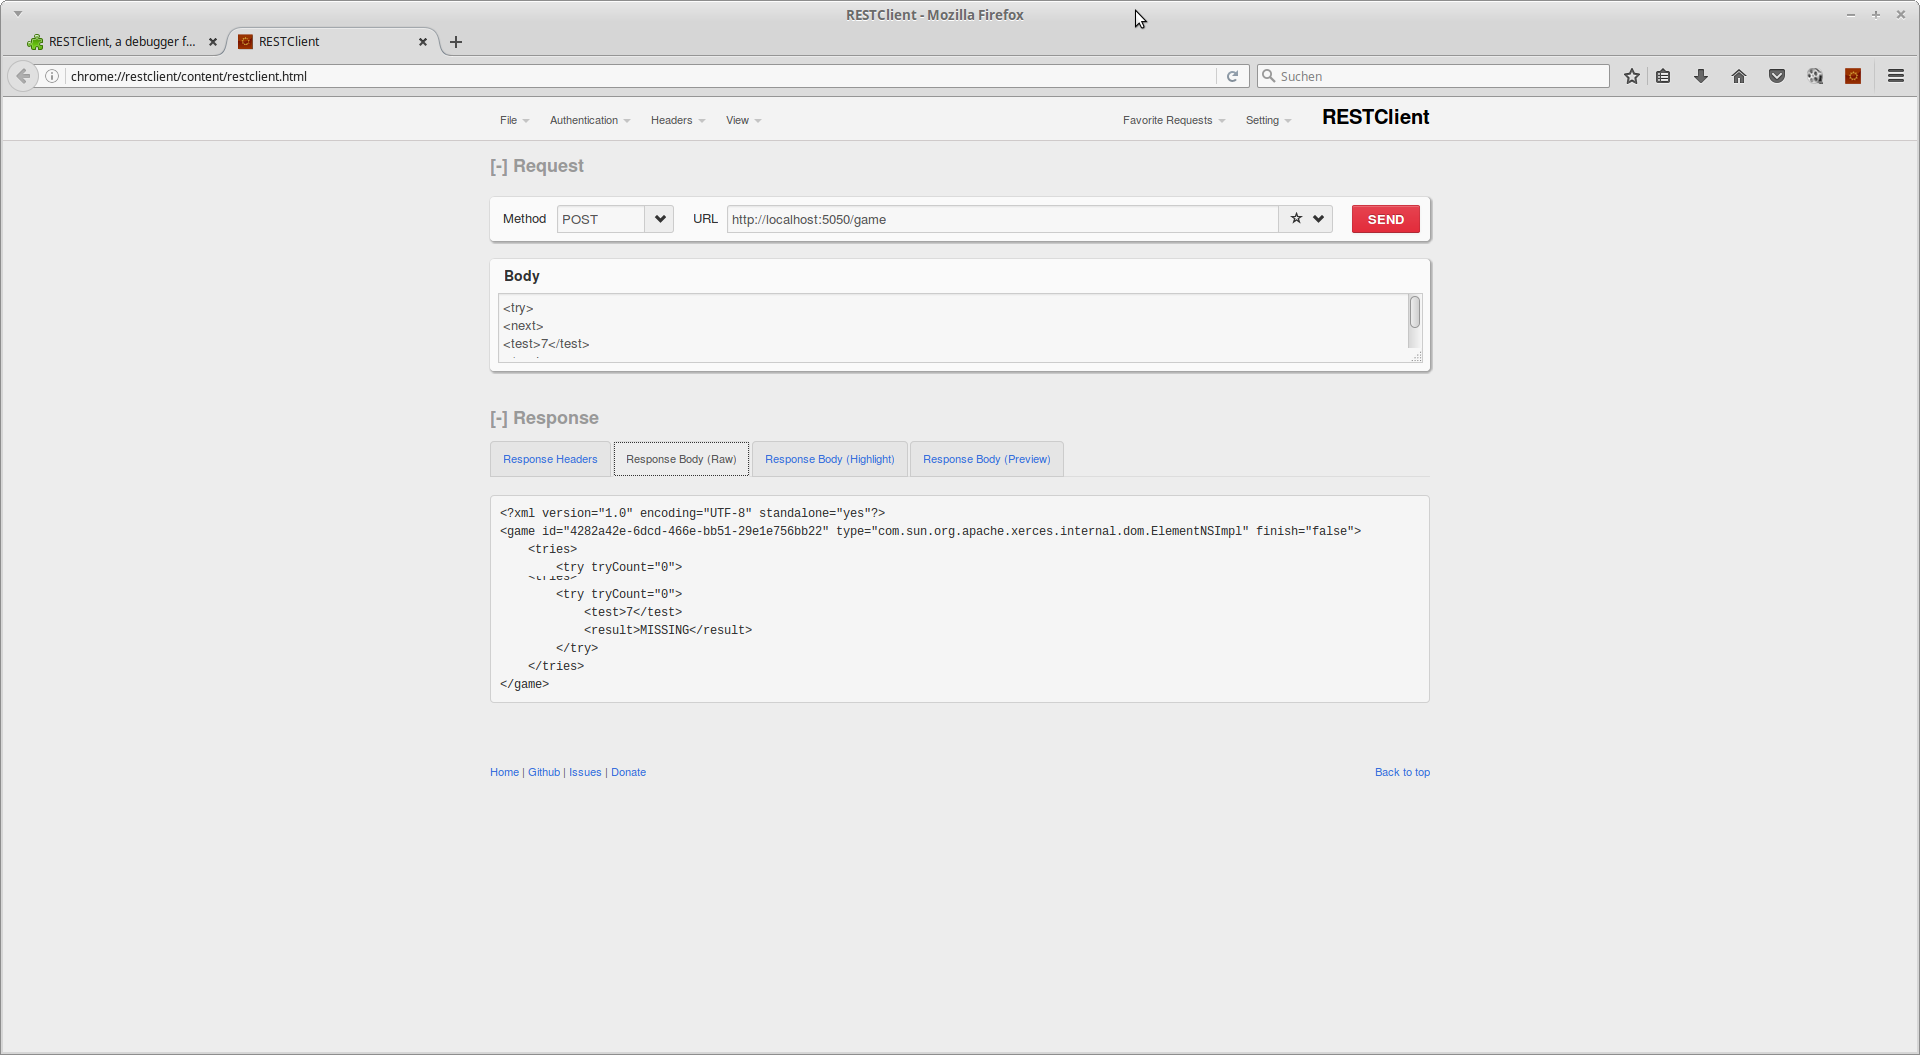 RESTClient - Mozilla Firefox
RESTClient, a debugger f...
RESTClient
chrome://restclient/content/restclient.html
Suchen
File
Authentication
Headers
View
Favorite Requests
Setting
RESTClient
[-] Request
Method
POST
URL
http://localhost:5050/game
SEND
Body
<try>
<next>
<test>7</test>
[-] Response
Response Headers
Response Body (Raw)
Response Body (Highlight)
Response Body (Preview)
<?xml version="1.0" encoding="UTF-8" standalone="yes"?>
<game id="4282a42e-6dcd-466e-bb51-29e1e756bb22" type="com.sun.org.apache.xerces.internal.dom.ElementNSImpl" finish="false">
    <tries>
        <try tryCount="0">
    <tries>
        <try tryCount="0">
            <test>7</test>
            <result>MISSING</result>
        </try>
    </tries>
</game>
Home | Github | Issues | Donate
Back to top